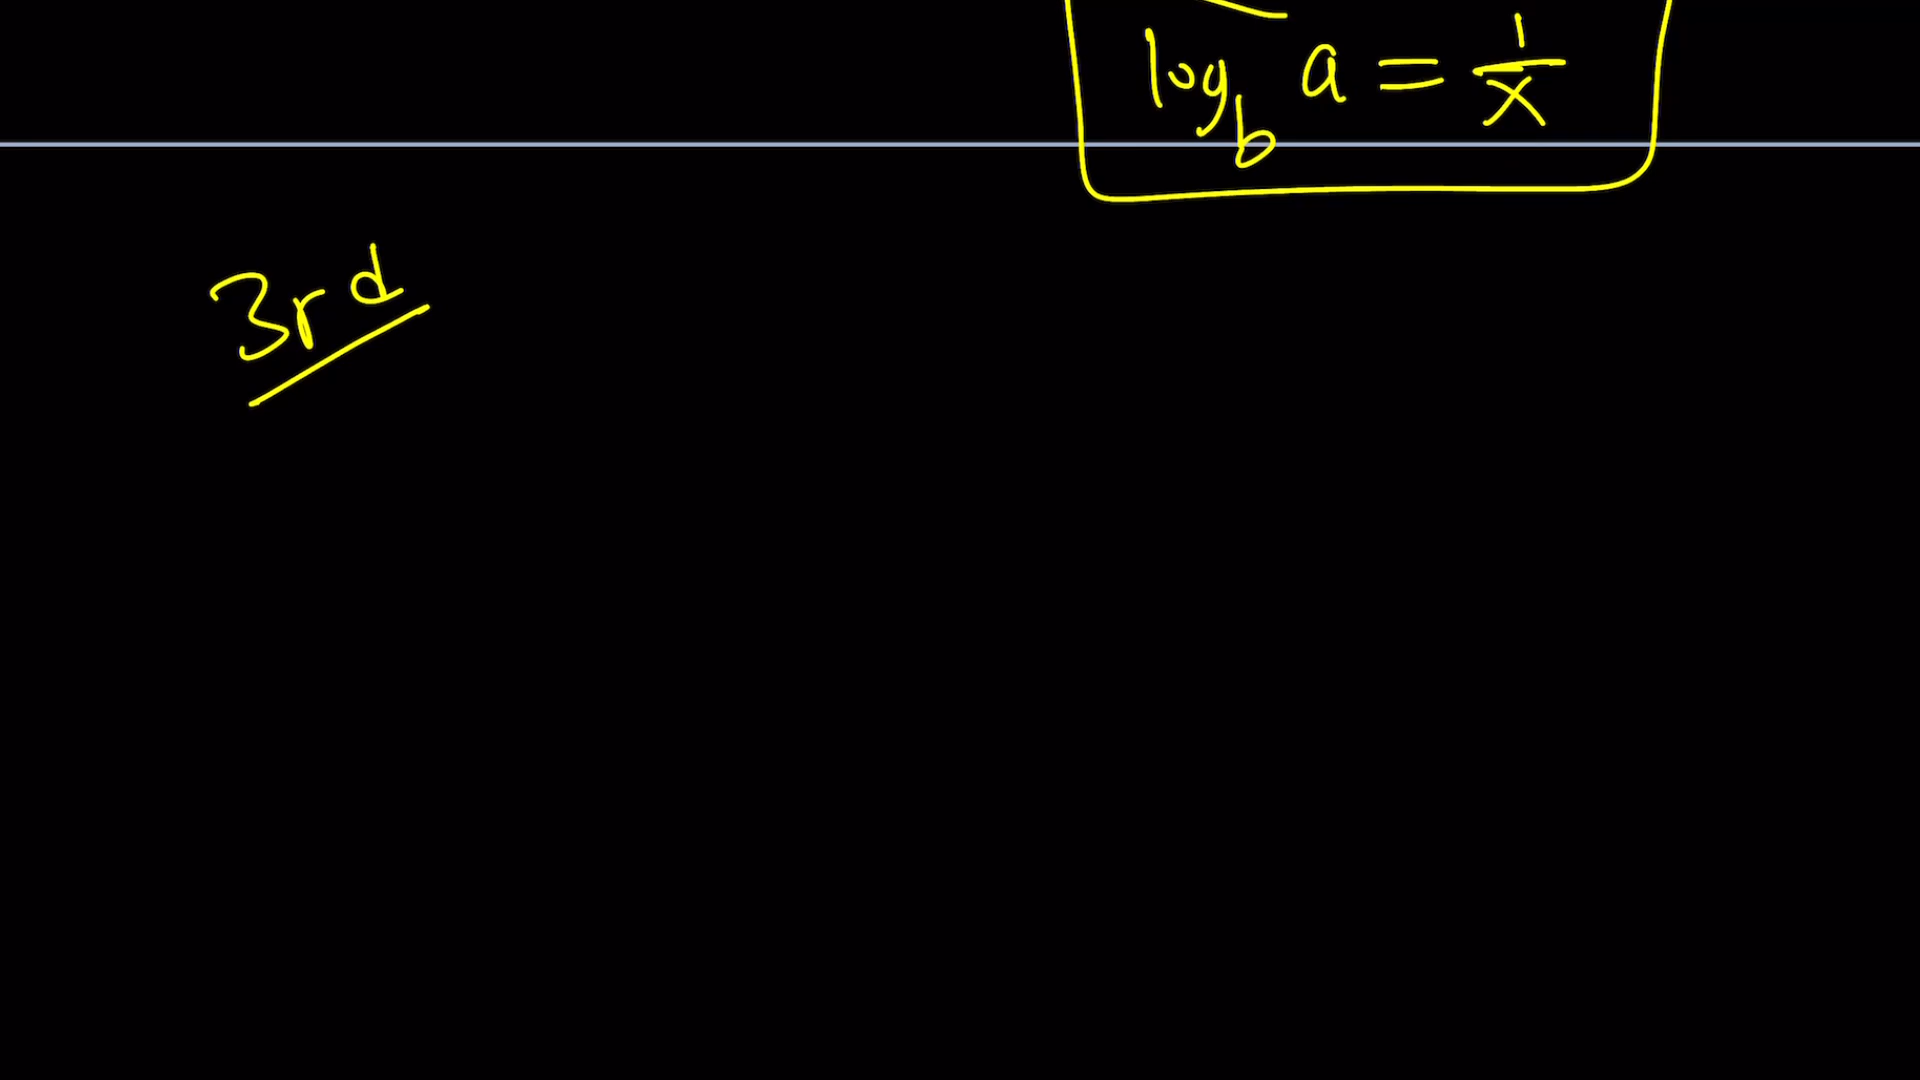 log_b a = 1/x
3rd